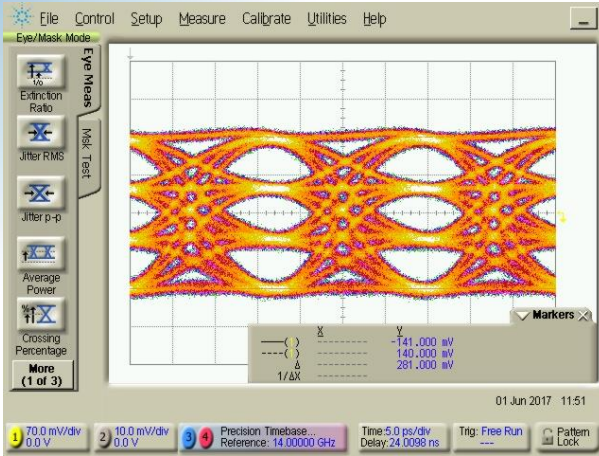 File Control Setup Measure Calibrate Utilities Help
Eye/Mask Mode
Eye Meas
Msk Test
1/0
Extinction
Ratio
Jitter RMS
Jitter p-p
Average
Power
Crossing
Percentage
More
(1 of 3)
Markers
X Y
—( 1 ) ---------- -141.000 mV
----( 1 ) ---------- 140.000 mV
Δ ---------- 281.000 mV
1/ΔX ----------
01 Jun 2017 11:51
1 70.0 mV/div
0.0 V
2 10.0 mV/div
0.0 V
3 4 Precision Timebase...
Reference: 14.00000 GHz
Time:5.0 ps/div
Delay:24.0098 ns
Trig: Free Run
---
Pattern
Lock